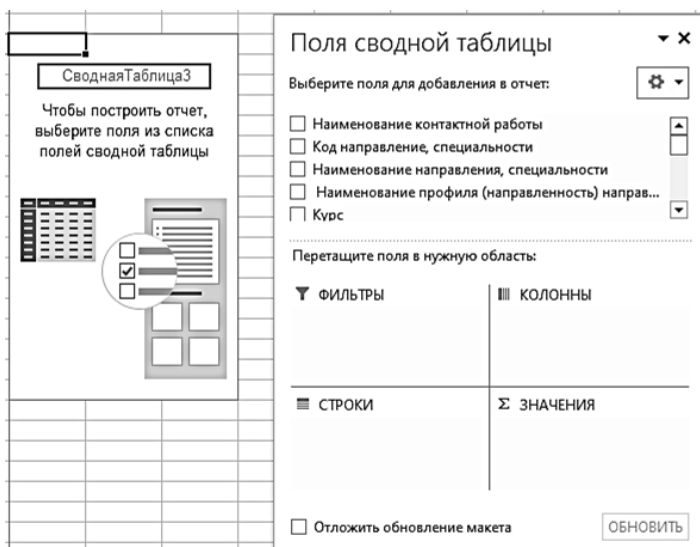 СводнаяТаблица3
Чтобы построить отчет,
выберите поля из списка
полей сводной таблицы
Поля сводной таблицы
Выберите поля для добавления в отчет:
Наименование контактной работы
Код направление, специальности
Наименование направления, специальности
Наименование профиля (направленность) направ...
Курс
Перетащите поля в нужную область:
ФИЛЬТРЫ
КОЛОННЫ
СТРОКИ
Σ ЗНАЧЕНИЯ
Отложить обновление макета
ОБНОВИТЬ